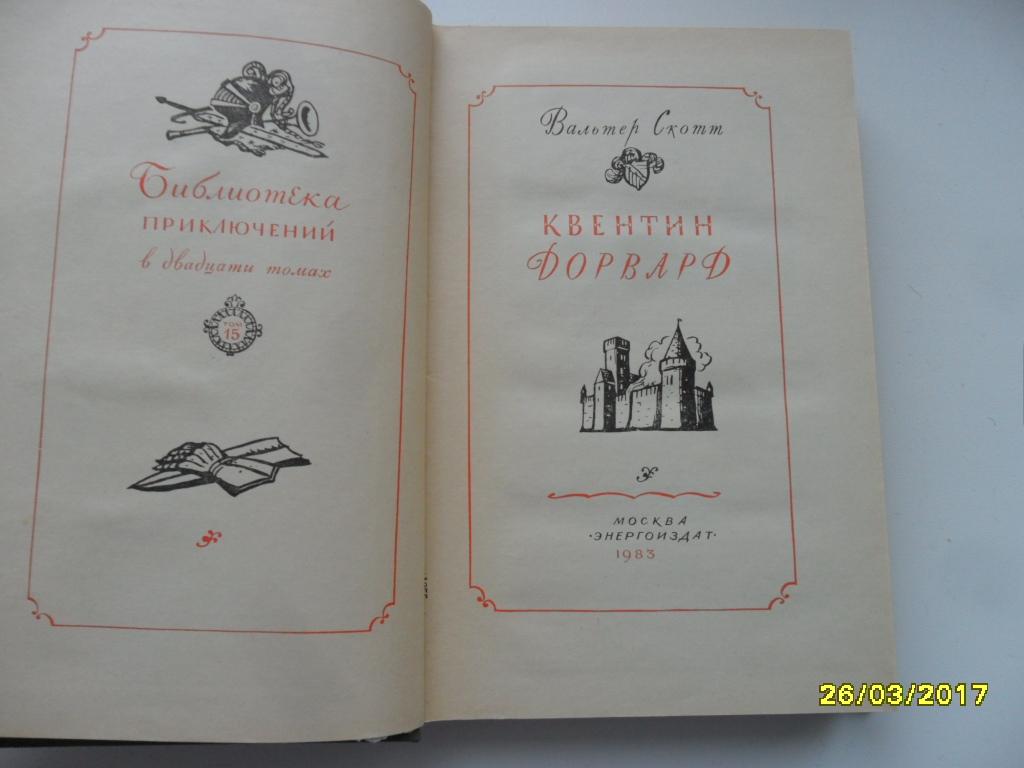 Библиотека
ПРИКЛЮЧЕНИЙ
в двадцати томах
ТОМ
15
Вальтер Скотт
КВЕНТИН
ДОРВАРД
МОСКВА
·ЭНЕРГОИЗДАТ·
1983
26/03/2017